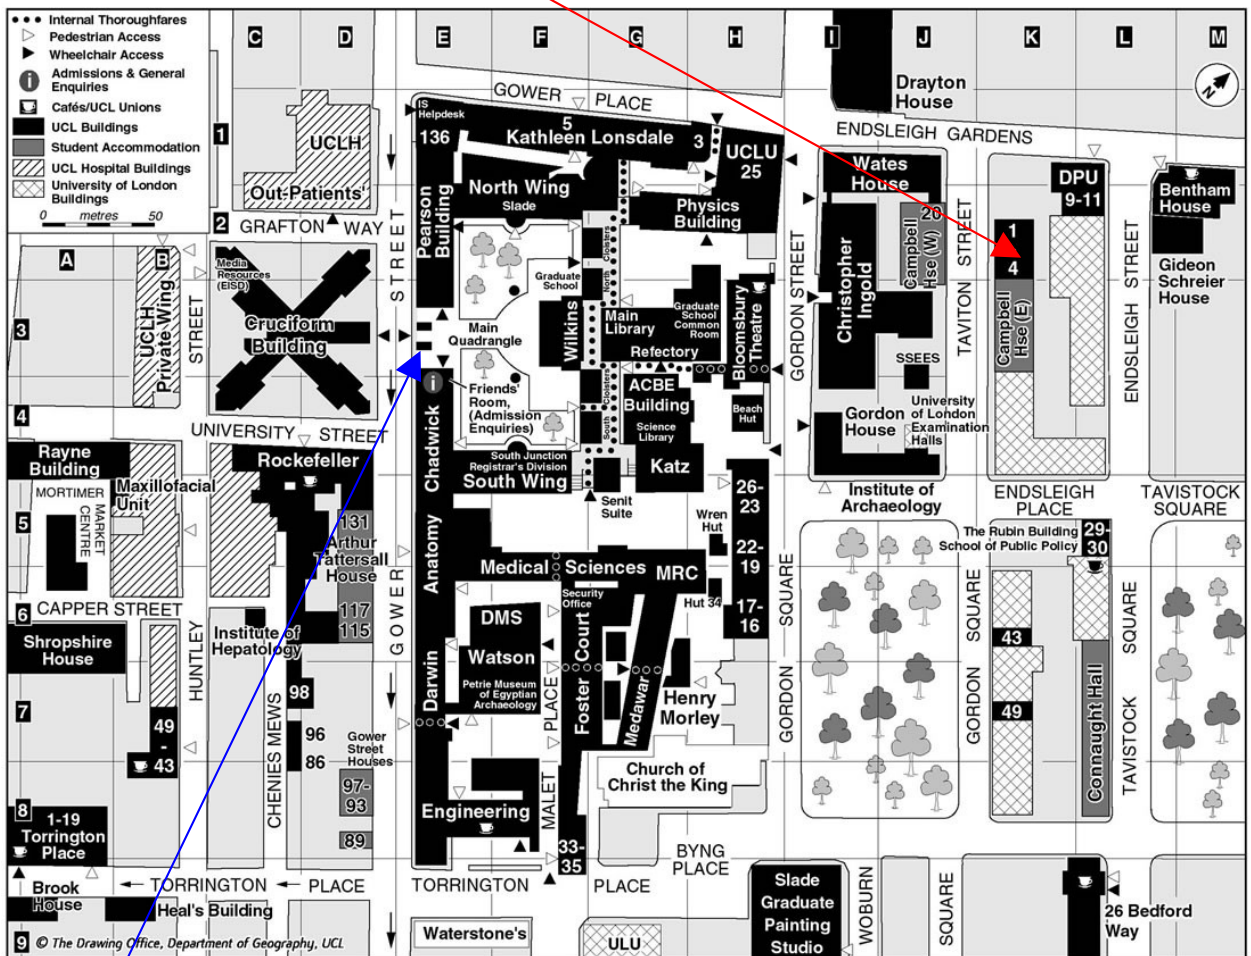 Internal Thoroughfares
Pedestrian Access
Wheelchair Access
i
Admissions & General
Enquiries
Cafés/UCL Unions
UCL Buildings
Student Accommodation
UCL Hospital Buildings
University of London
Buildings
0 metres 50
C
D
E
F
G
H
I
J
K
L
M
N
1
UCLH
Out-Patients'
2
GRAFTON WAY
IS
Helpdesk
136
GOWER PLACE
5
Kathleen Lonsdale
3
UCLU
25
North Wing
Slade
Physics
Building
Pearson
Building
Drayton
House
ENDSLEIGH GARDENS
Wates
House
20
Campbell
Hse (W)
TAVITON STREET
1
4
Campbell
Hse (E)
DPU
9-11
ENDSLEIGH STREET
Bentham
House
Gideon
Schreier
House
A
B
UCLH
Private Wing
STREET
Media
Resources
(EISD)
Cruciform
Building
STREET
3
Graduate
School
North Cloisters
Main
Quadrangle
Wilkins
Main
Library
Graduate
School
Common
Room
Refectory
Bloomsbury
Theatre
GORDON STREET
Christopher
Ingold
SSEES
i
Friends'
Room,
(Admission
Enquiries)
South Cloisters
ACBE
Building
Science
Library
Beach
Hut
Gordon
House
University
of London
Examination
Halls
4
UNIVERSITY STREET
Rayne
Building
Rockefeller
Chadwick
South Junction
Registrar's Division
South Wing
Katz
Senit
Suite
Institute of
Archaeology
ENDSLEIGH
PLACE
TAVISTOCK
SQUARE
Maxillofacial
Unit
MORTIMER
MARKET
CENTRE
5
131
Arthur
Tattersall
House
117
115
GOWER
Anatomy
Medical Sciences
MRC
Wren
Hut
26-
23
22-
19
17-
16
Hut 34
The Rubin Building
School of Public Policy
29-
30
6
CAPPER STREET
Shropshire
House
HUNTLEY
Institute of
Hepatology
DMS
Watson
Petrie Museum
of Egyptian
Archaeology
Darwin
Security
Office
Foster Court
Medawar
Henry
Morley
GORDON SQUARE
GORDON SQUARE
43
49
Connaught Hall
TAVISTOCK SQUARE
7
49
-
43
CHENIES MEWS
98
96
86
Gower
Street
Houses
97-
93
89
MALET PLACE
Church of
Christ the King
8
1-19
Torrington
Place
Engineering
33-
35
BYNG
PLACE
Brook
House
TORRINGTON PLACE
TORRINGTON PLACE
Heal's Building
9
© The Drawing Office, Department of Geography, UCL
Waterstone's
ULU
Slade
Graduate
Painting
Studio
WOBURN SQUARE
26 Bedford
Way